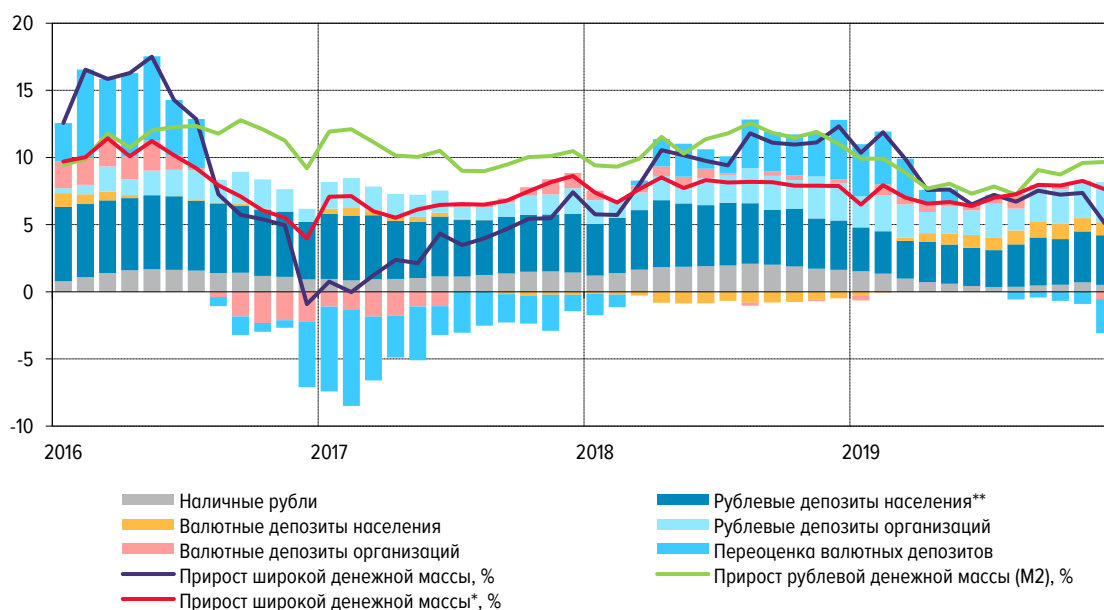 20
15
10
5
0
-5
-10
2016 2017 2018 2019
Наличные рубли
Рублевые депозиты населения**
Валютные депозиты населения
Рублевые депозиты организаций
Валютные депозиты организаций
Переоценка валютных депозитов
Прирост широкой денежной массы, %
Прирост рублевой денежной массы (М2), %
Прирост широкой денежной массы*, %